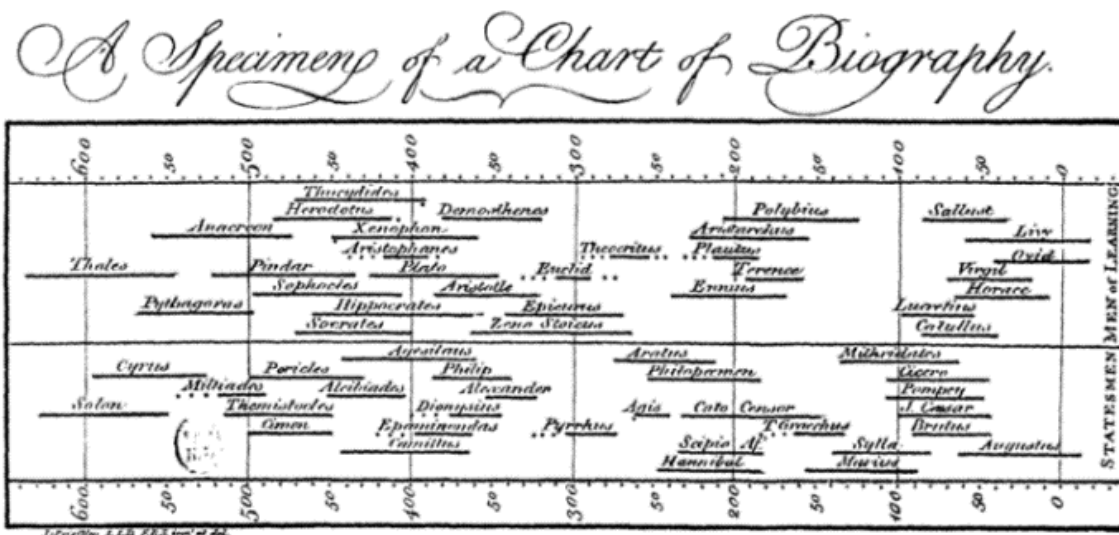 A Specimen of a Chart of Biography.
600 50 500 50 400 50 300 50 200 50 100 50 0
Thucydides
Herodotus Demosthenes Polybius Sallust
Anacreon Xenophon Aristarchus Livy
Aristophanes Theocritus Plautus Ovid
Thales Pindar Plato Euclid Terence Virgil
Sophocles Aristotle Ennius Horace
Pythagoras Hippocrates Epicurus Lucretius
Socrates Zeno Stoicus Catullus
MEN of LEARNING
Agesilaus Aratus Mithridates
Cyrus Pericles Philip Philopemen Cicero
Miltiades Alcibiades Alexander Pompey
Solon Themistocles Dionysius Agis Cato Censor J. Caesar
Cimon Epaminondas Pyrrhus T. Gracchus Brutus
Camillus Scipio Af. Sylla Augustus
Hannibal Marius
STATESMEN
600 50 500 50 400 50 300 50 200 50 100 50 0